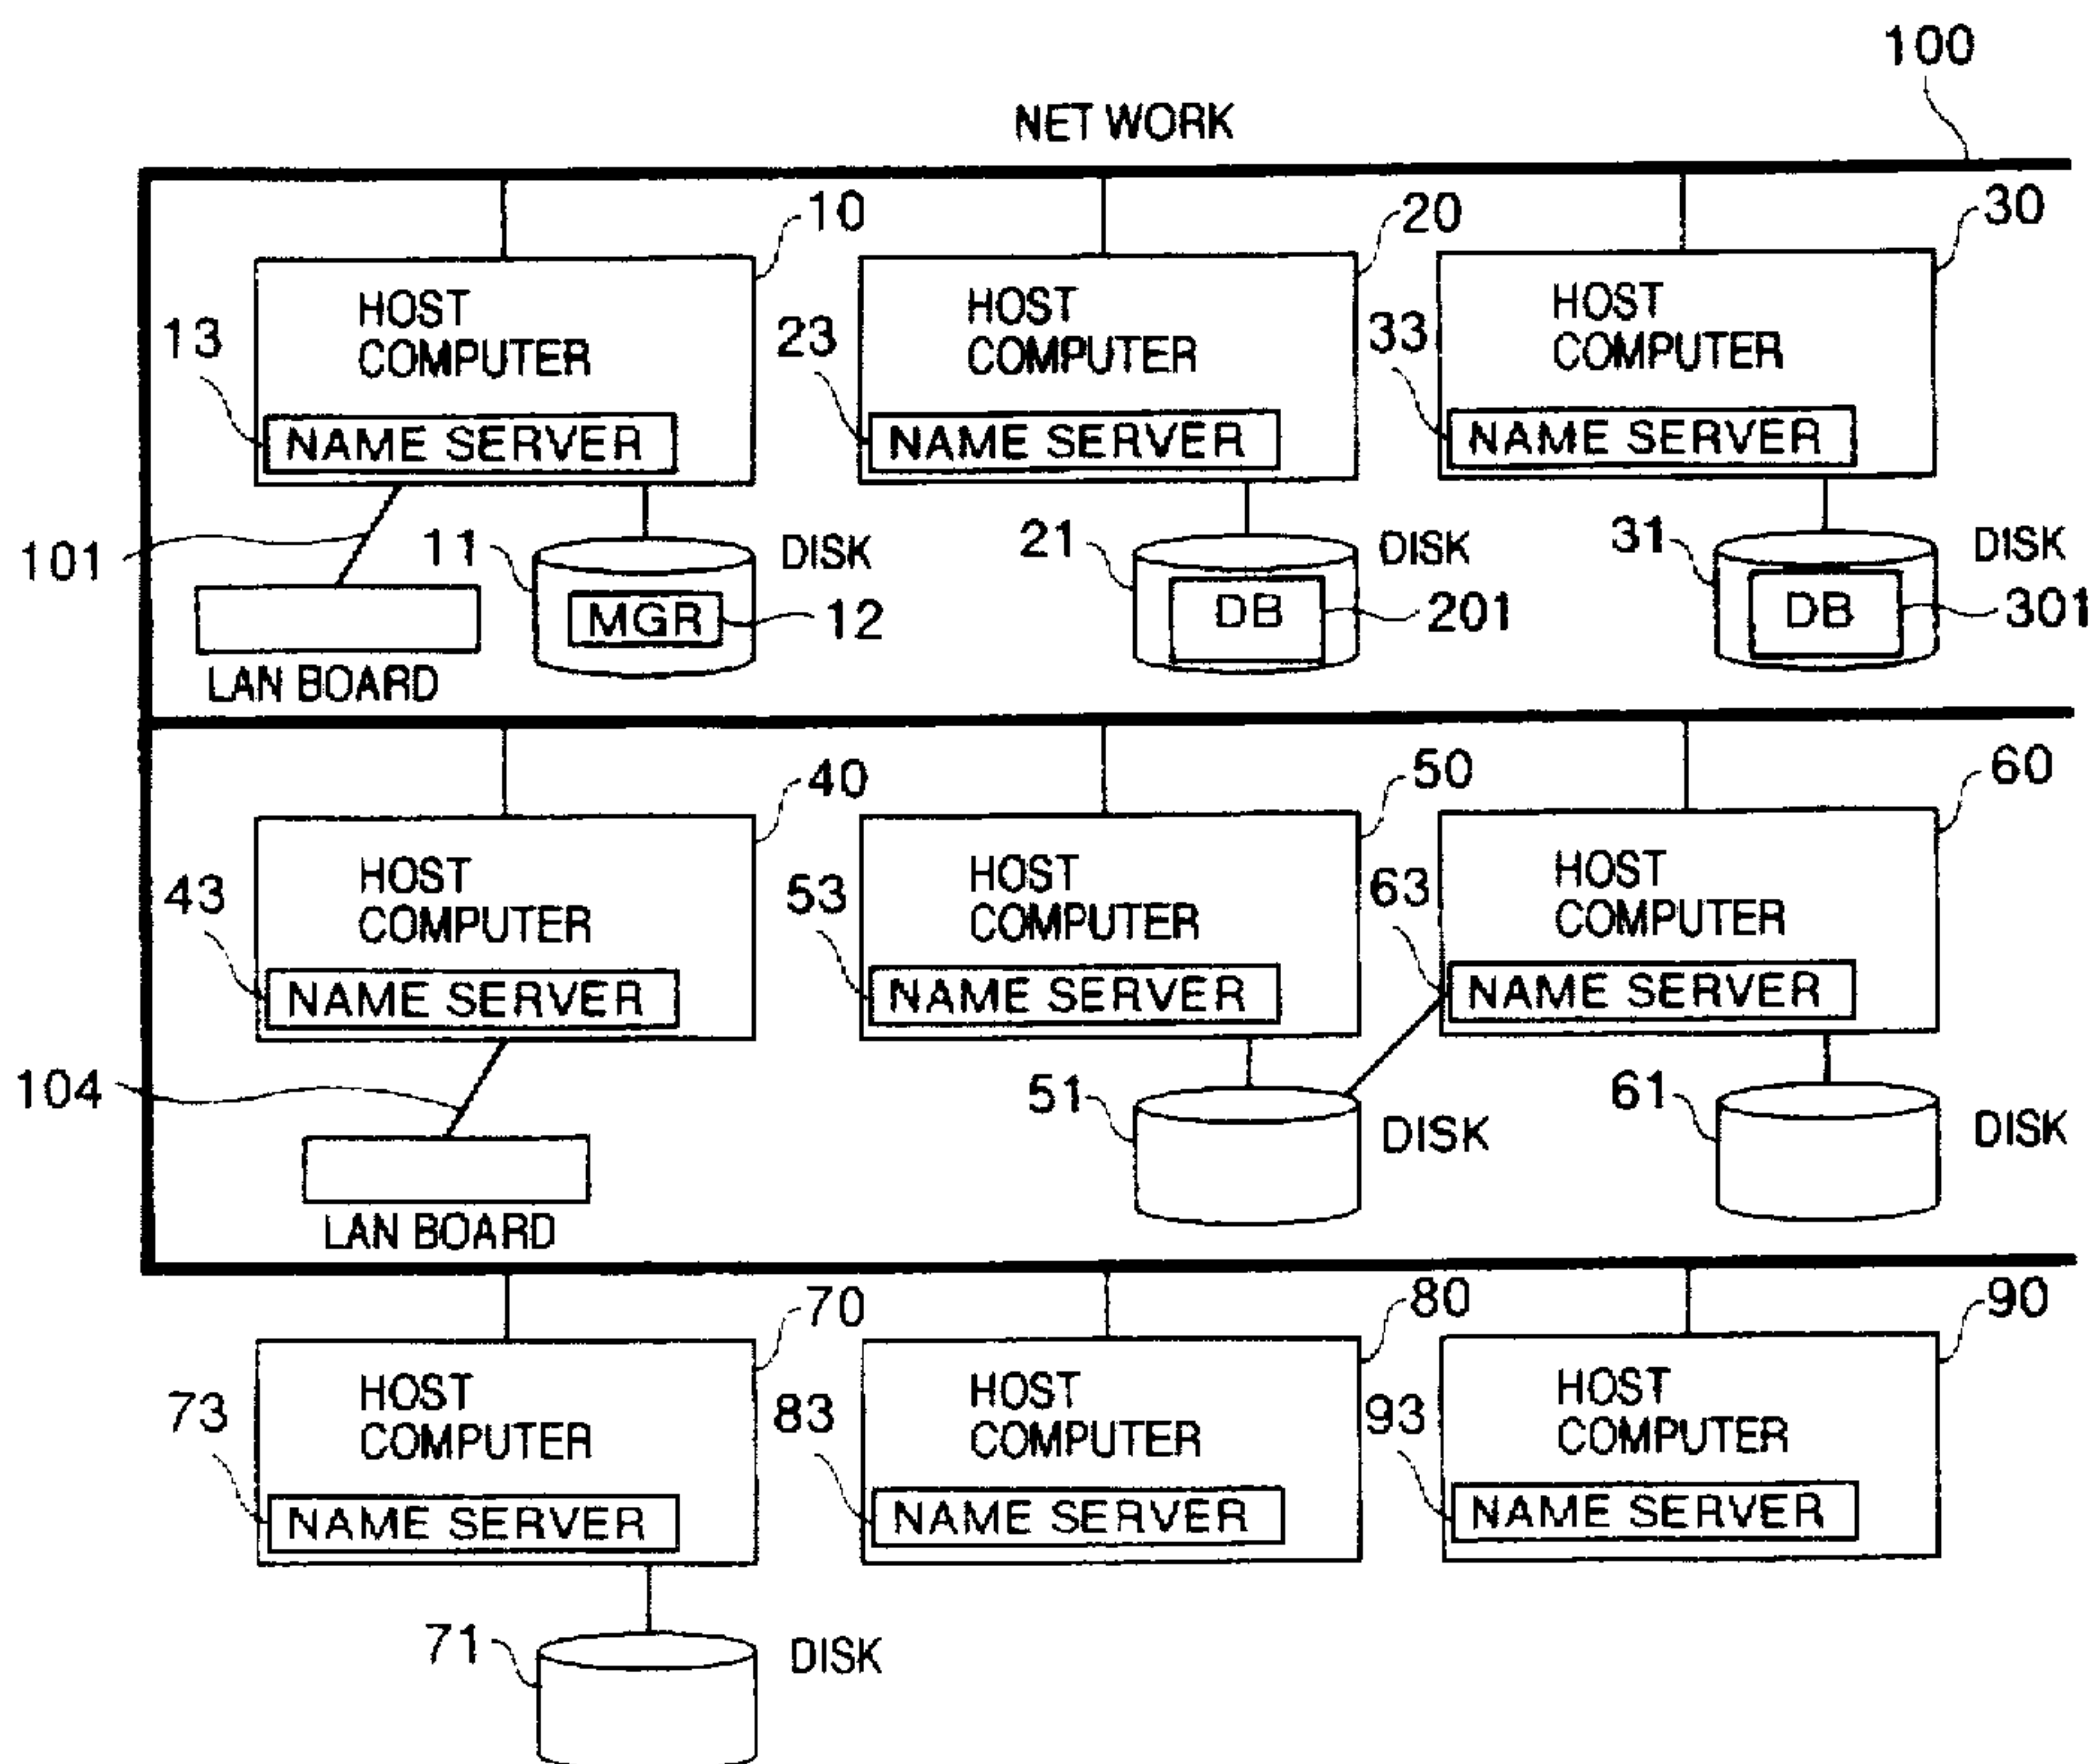 100
NET WORK
10
20
30
HOST
COMPUTER
13
NAME SERVER
HOST
COMPUTER
23
NAME SERVER
HOST
COMPUTER
33
NAME SERVER
101
LAN BOARD
11
DISK
MGR
12
21
DISK
DB
201
31
DISK
DB
301
40
50
60
HOST
COMPUTER
43
NAME SERVER
HOST
COMPUTER
53
NAME SERVER
HOST
COMPUTER
63
NAME SERVER
104
LAN BOARD
51
DISK
61
DISK
70
80
90
HOST
COMPUTER
73
NAME SERVER
HOST
COMPUTER
83
NAME SERVER
HOST
COMPUTER
93
NAME SERVER
71
DISK